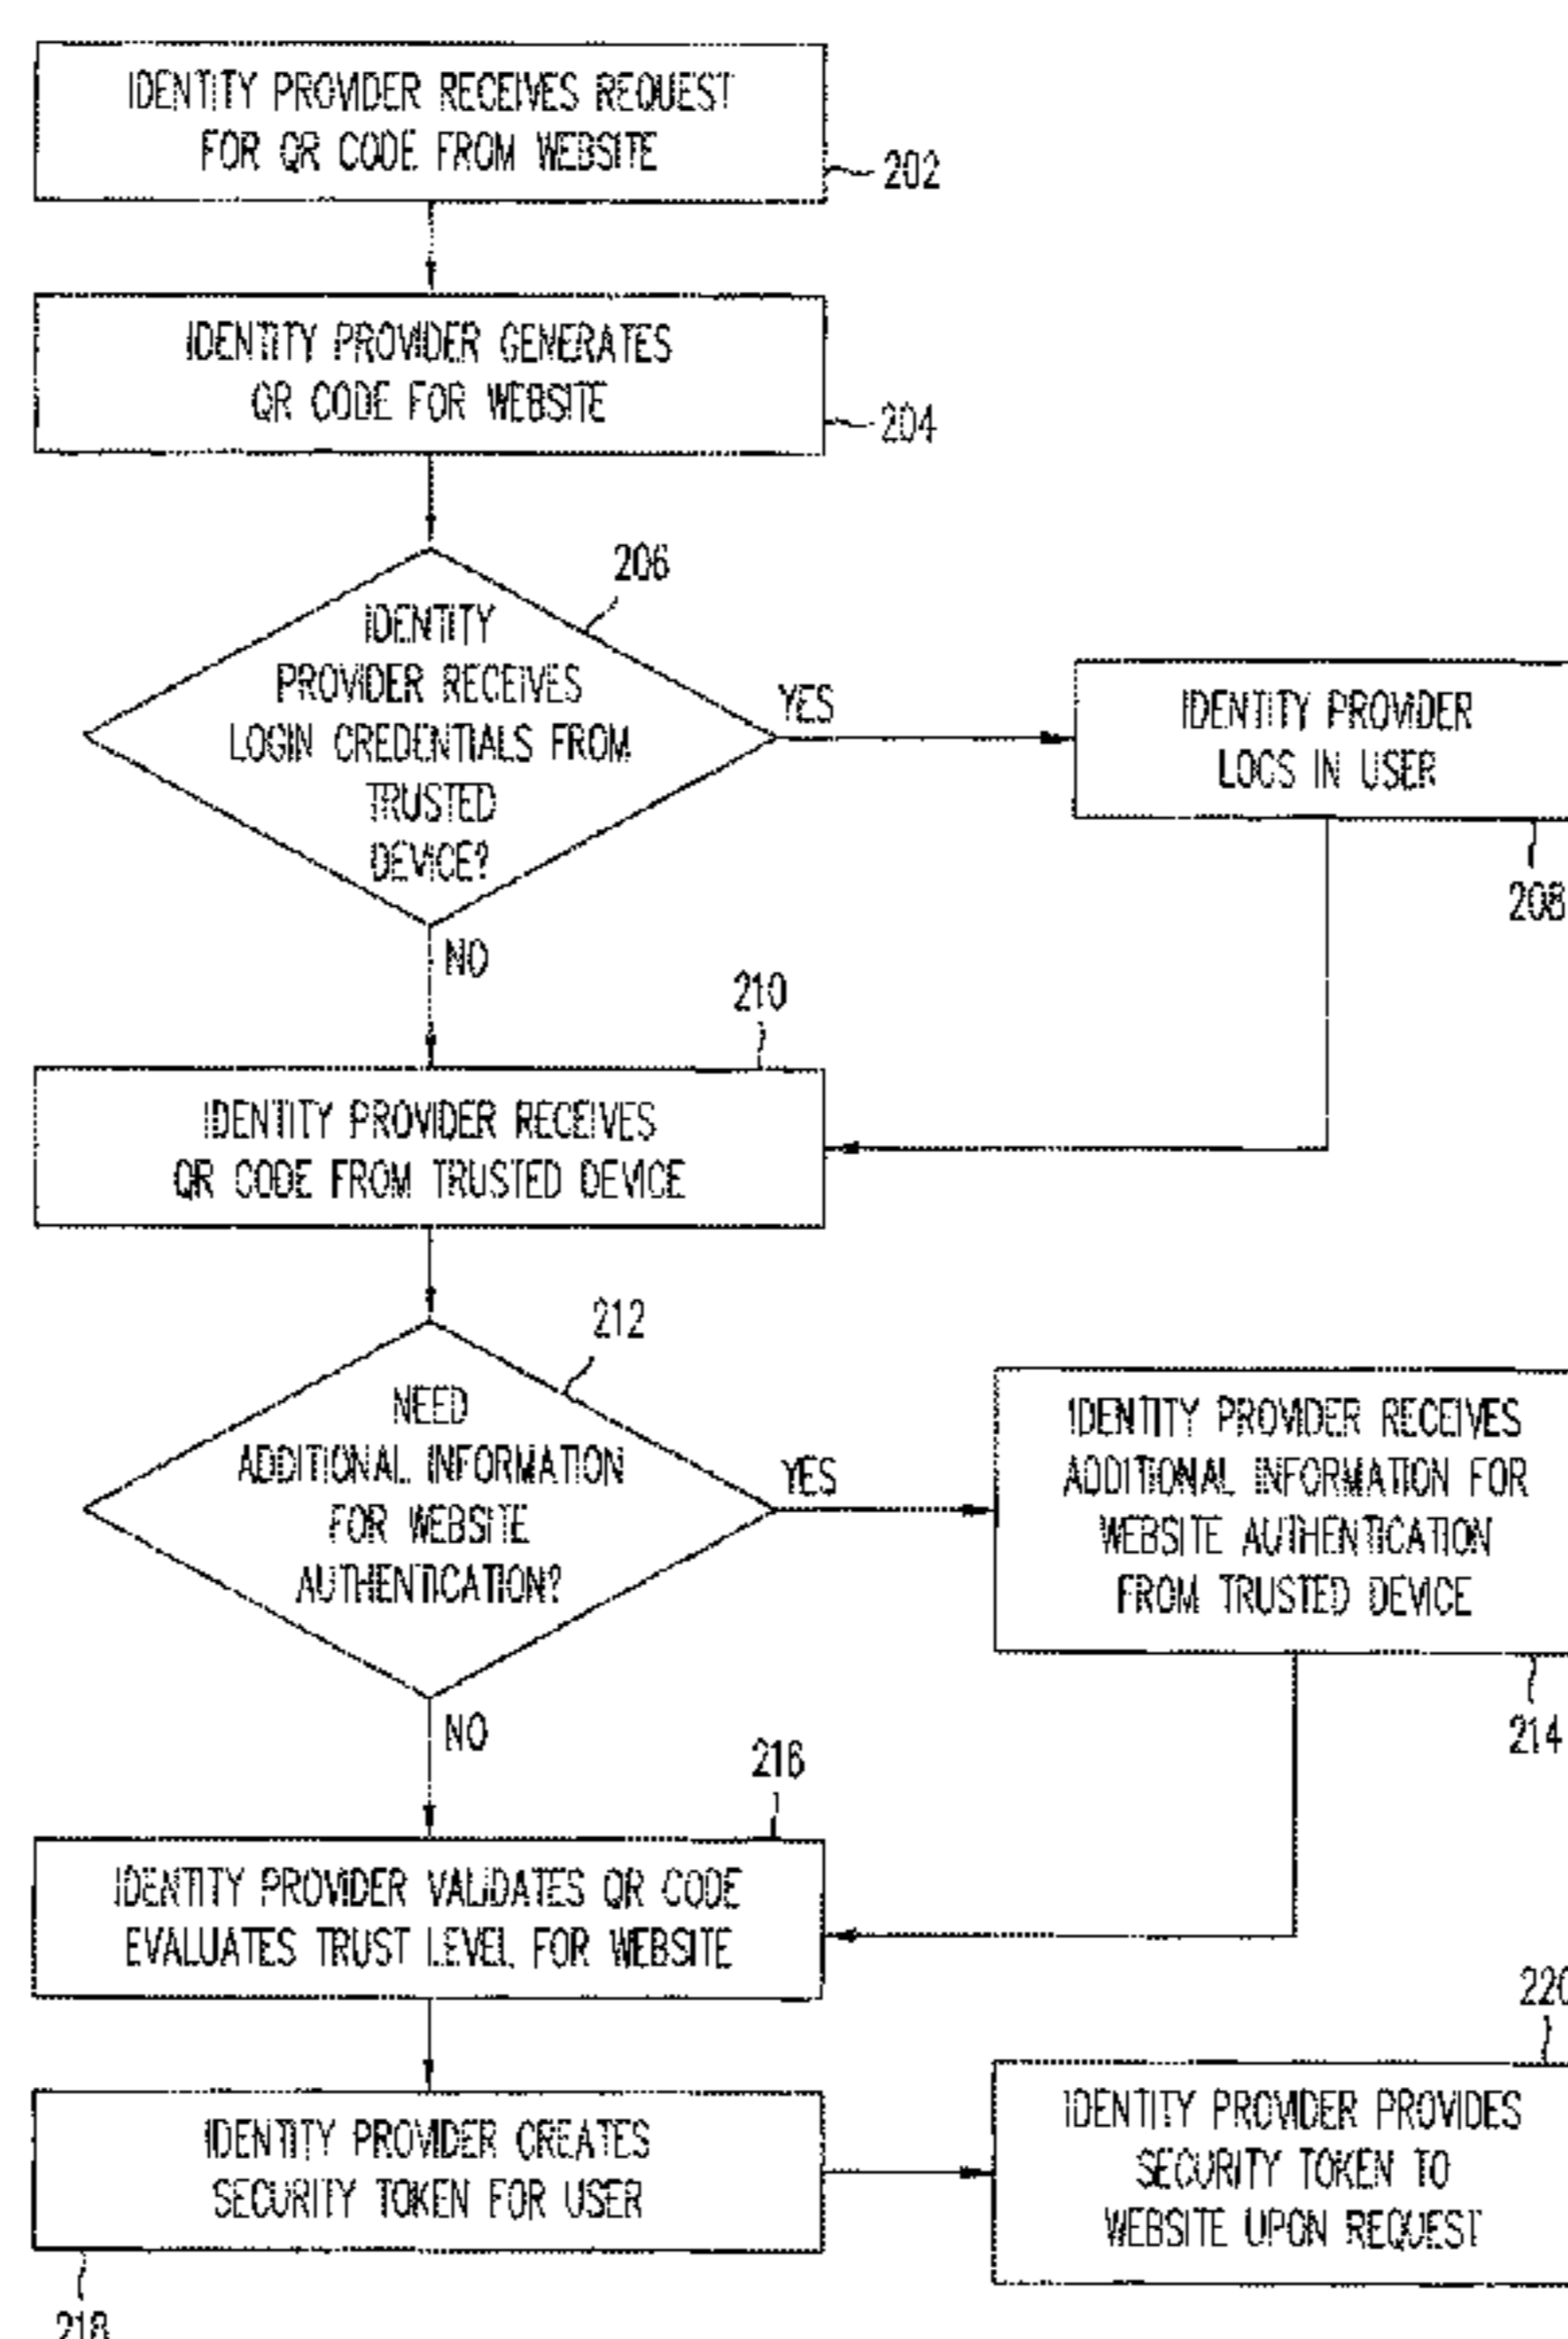 IDENTITY PROVIDER RECEIVES REQUEST
FOR QR CODE FROM WEBSITE
202
IDENTITY PROVIDER GENERATES
QR CODE FOR WEBSITE
204
206
IDENTITY
PROVIDER RECEIVES
LOGIN CREDENTIALS FROM
TRUSTED
DEVICE?
YES
IDENTITY PROVIDER
LOGS IN USER
208
NO
210
IDENTITY PROVIDER RECEIVES
QR CODE FROM TRUSTED DEVICE
212
NEED
ADDITIONAL INFORMATION
FOR WEBSITE
AUTHENTICATION?
YES
IDENTITY PROVIDER RECEIVES
ADDITIONAL INFORMATION FOR
WEBSITE AUTHENTICATION
FROM TRUSTED DEVICE
214
NO
216
IDENTITY PROVIDER VALIDATES QR CODE
EVALUATES TRUST LEVEL FOR WEBSITE
220
IDENTITY PROVIDER CREATES
SECURITY TOKEN FOR USER
218
IDENTITY PROVIDER PROVIDES
SECURITY TOKEN TO
WEBSITE UPON REQUEST